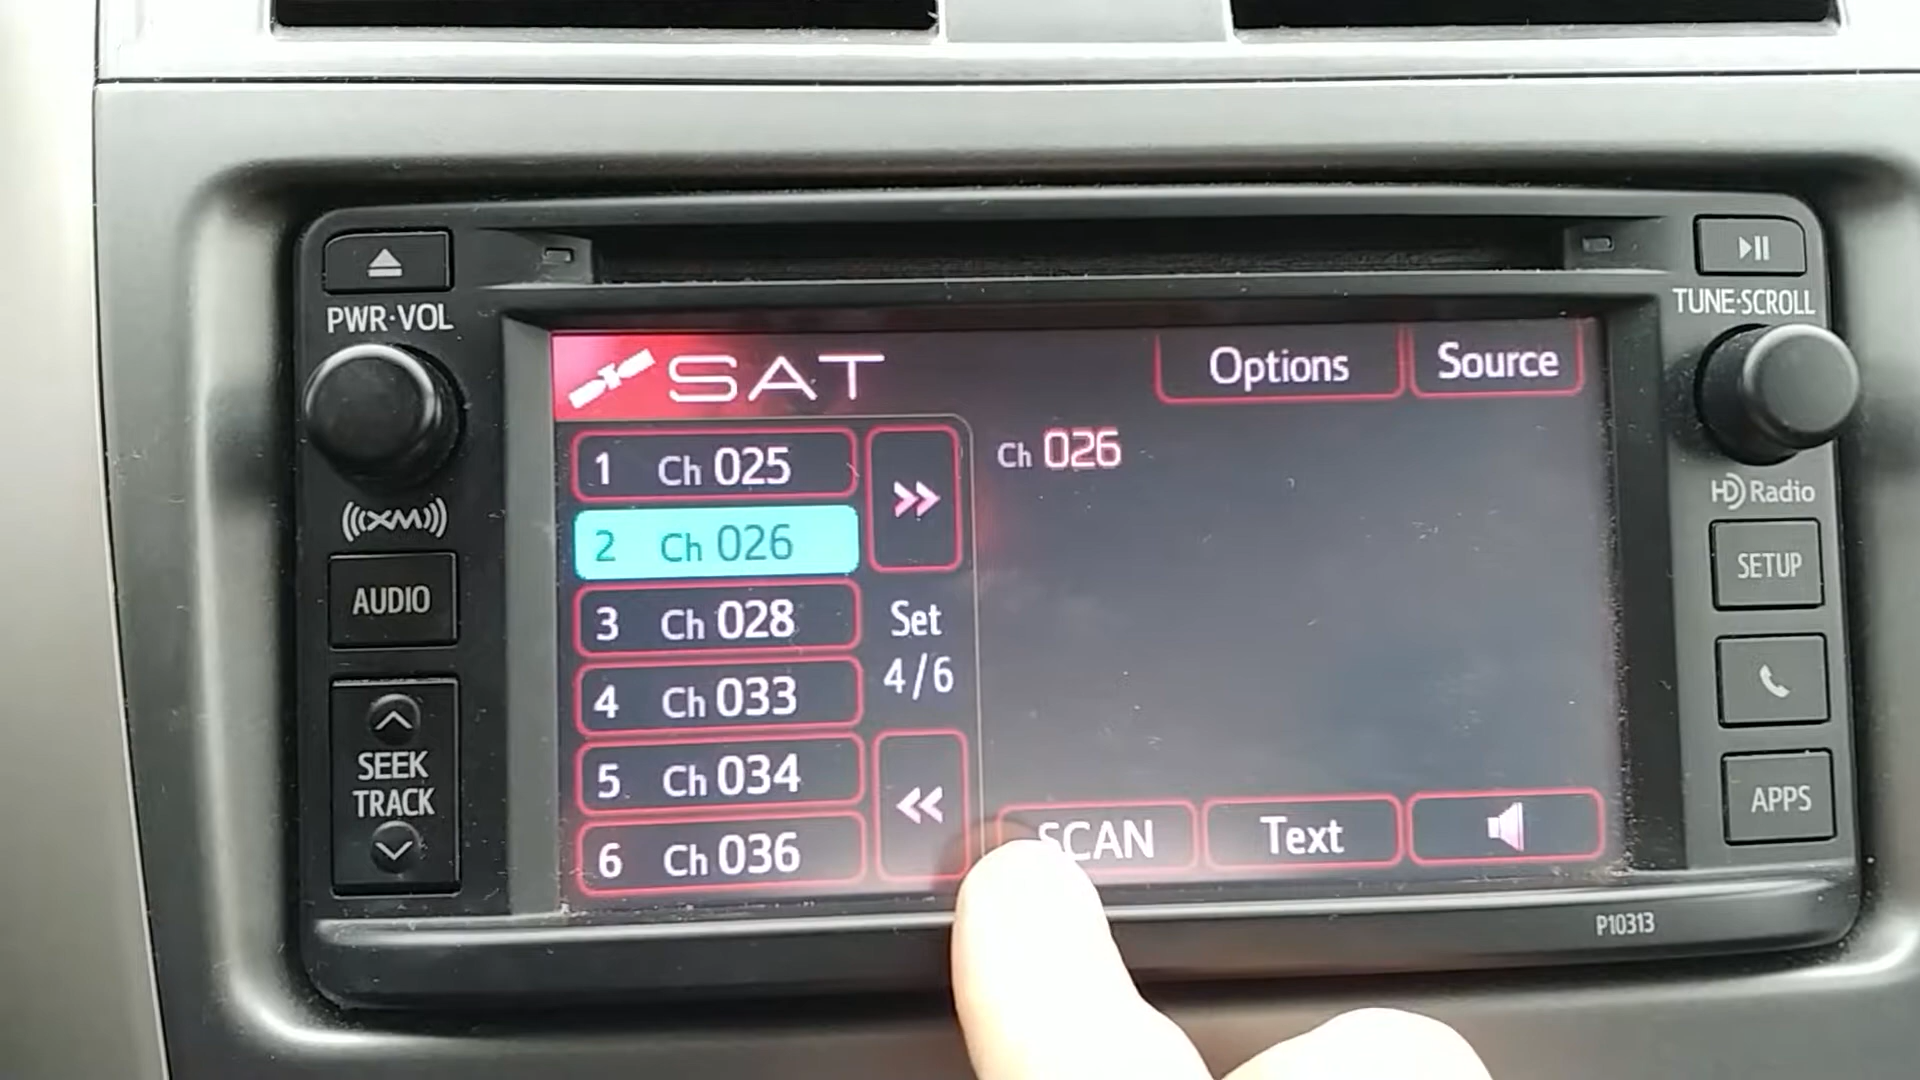 PWR·VOL
TUNE·SCROLL
SAT
Options
Source
1 Ch 025
Ch 026
2 Ch 026
3 Ch 028
4 Ch 033
5 Ch 034
6 Ch 036
Set
4/6
SCAN
Text
((XM))
AUDIO
SEEK
TRACK
HD Radio
SETUP
APPS
P10313